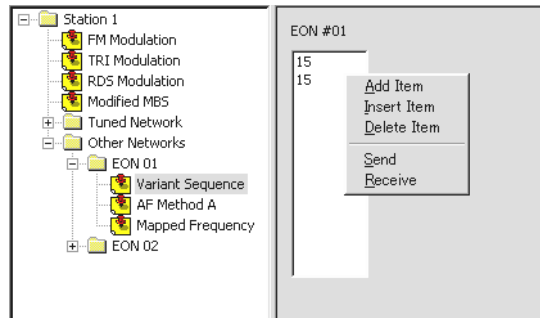 Station 1
FM Modulation
TRI Modulation
RDS Modulation
Modified MBS
Tuned Network
Other Networks
EON 01
Variant Sequence
AF Method A
Mapped Frequency
EON 02
EON #01
15
15
Add Item
Insert Item
Delete Item
Send
Receive